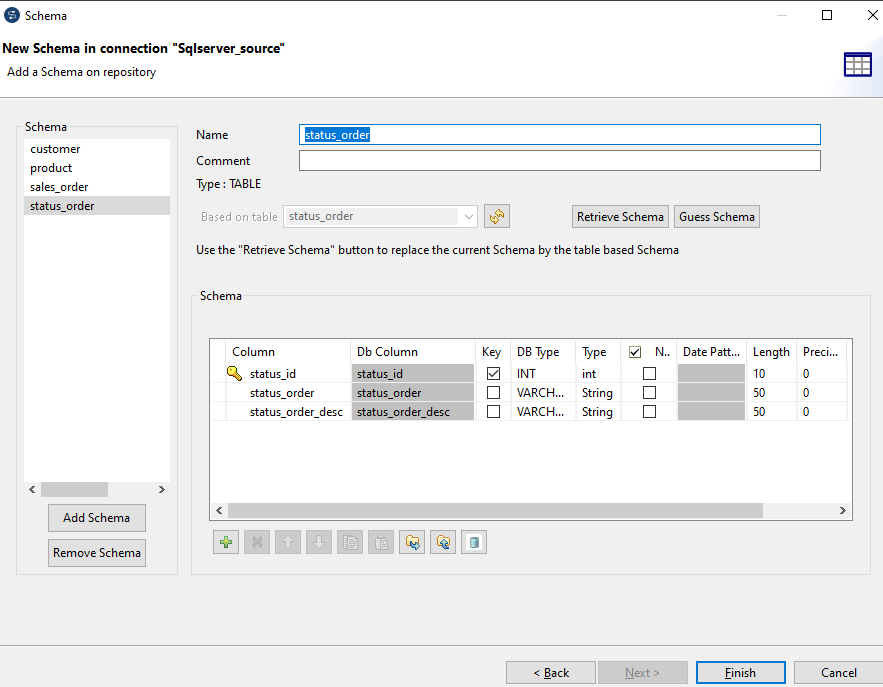 Schema
New Schema in connection "Sqlserver_source"
Add a Schema on repository
Schema
customer
product
sales_order
status_order
Add Schema
Remove Schema
Name status_order
Comment
Type : TABLE
Based on table status_order Retrieve Schema Guess Schema
Use the "Retrieve Schema" button to replace the current Schema by the table based Schema
Schema
Column Db Column Key DB Type Type N.. Date Patt... Length Preci...
status_id status_id INT int 10 0
status_order status_order VARCH... String 50 0
status_order_desc status_order_desc VARCH... String 50 0
< Back Next > Finish Cancel